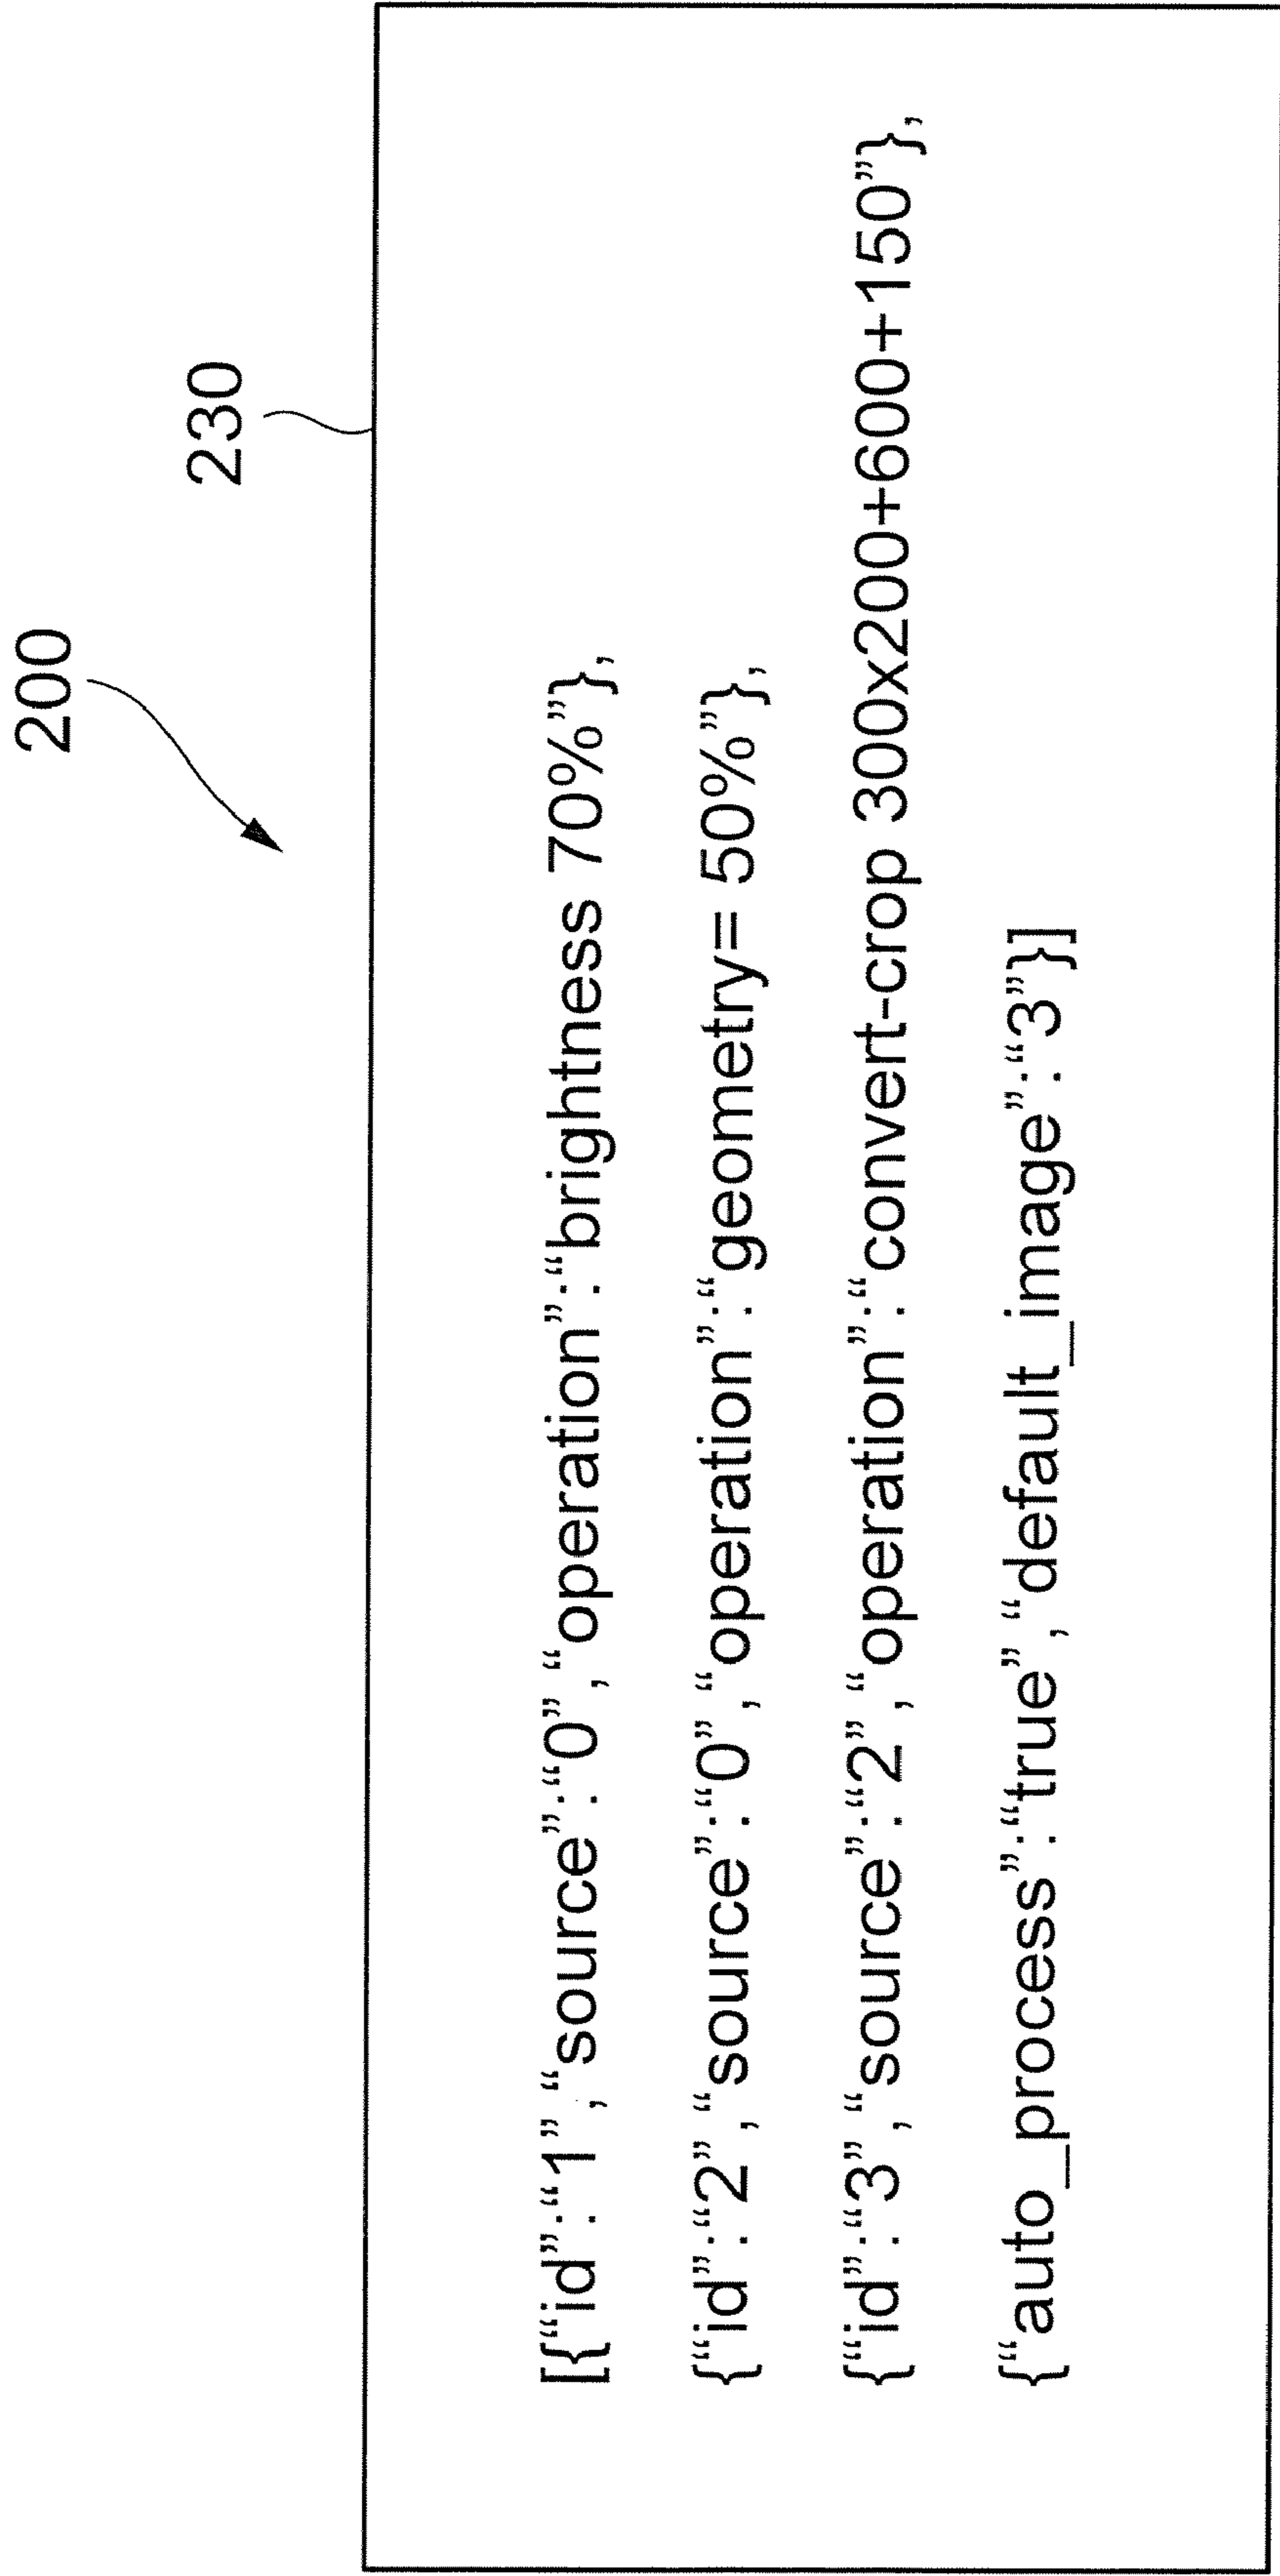 200
230
[{“id”:“1”,“source”:“0”,“operation”:“brightness 70%”},
{“id”:“2”,“source”:“0”,“operation”:“geometry= 50%”},
{“id”:“3”,“source”:“2”,“operation”:“convert-crop 300x200+600+150”},
{“auto_process”:“true”,“default_image”:“3”}]